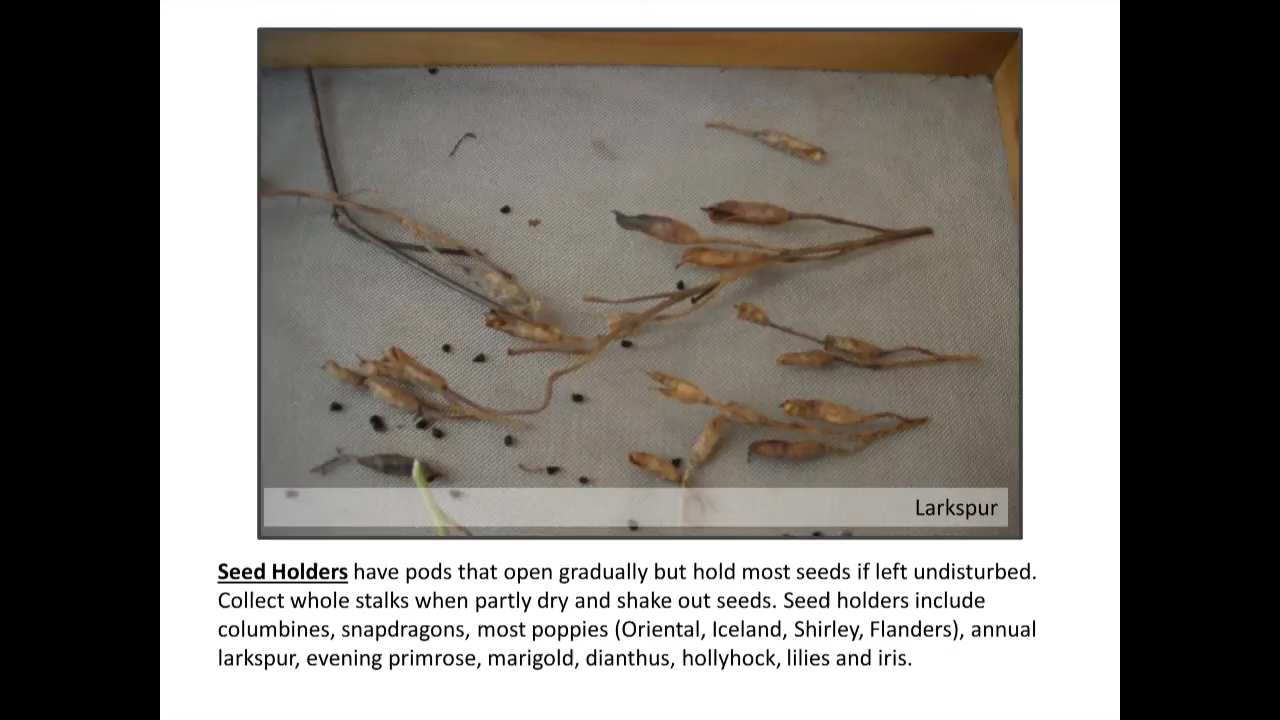 Larkspur
Seed Holders have pods that open gradually but hold most seeds if left undisturbed.
Collect whole stalks when partly dry and shake out seeds. Seed holders include
columbines, snapdragons, most poppies (Oriental, Iceland, Shirley, Flanders), annual
larkspur, evening primrose, marigold, dianthus, hollyhock, lilies and iris.